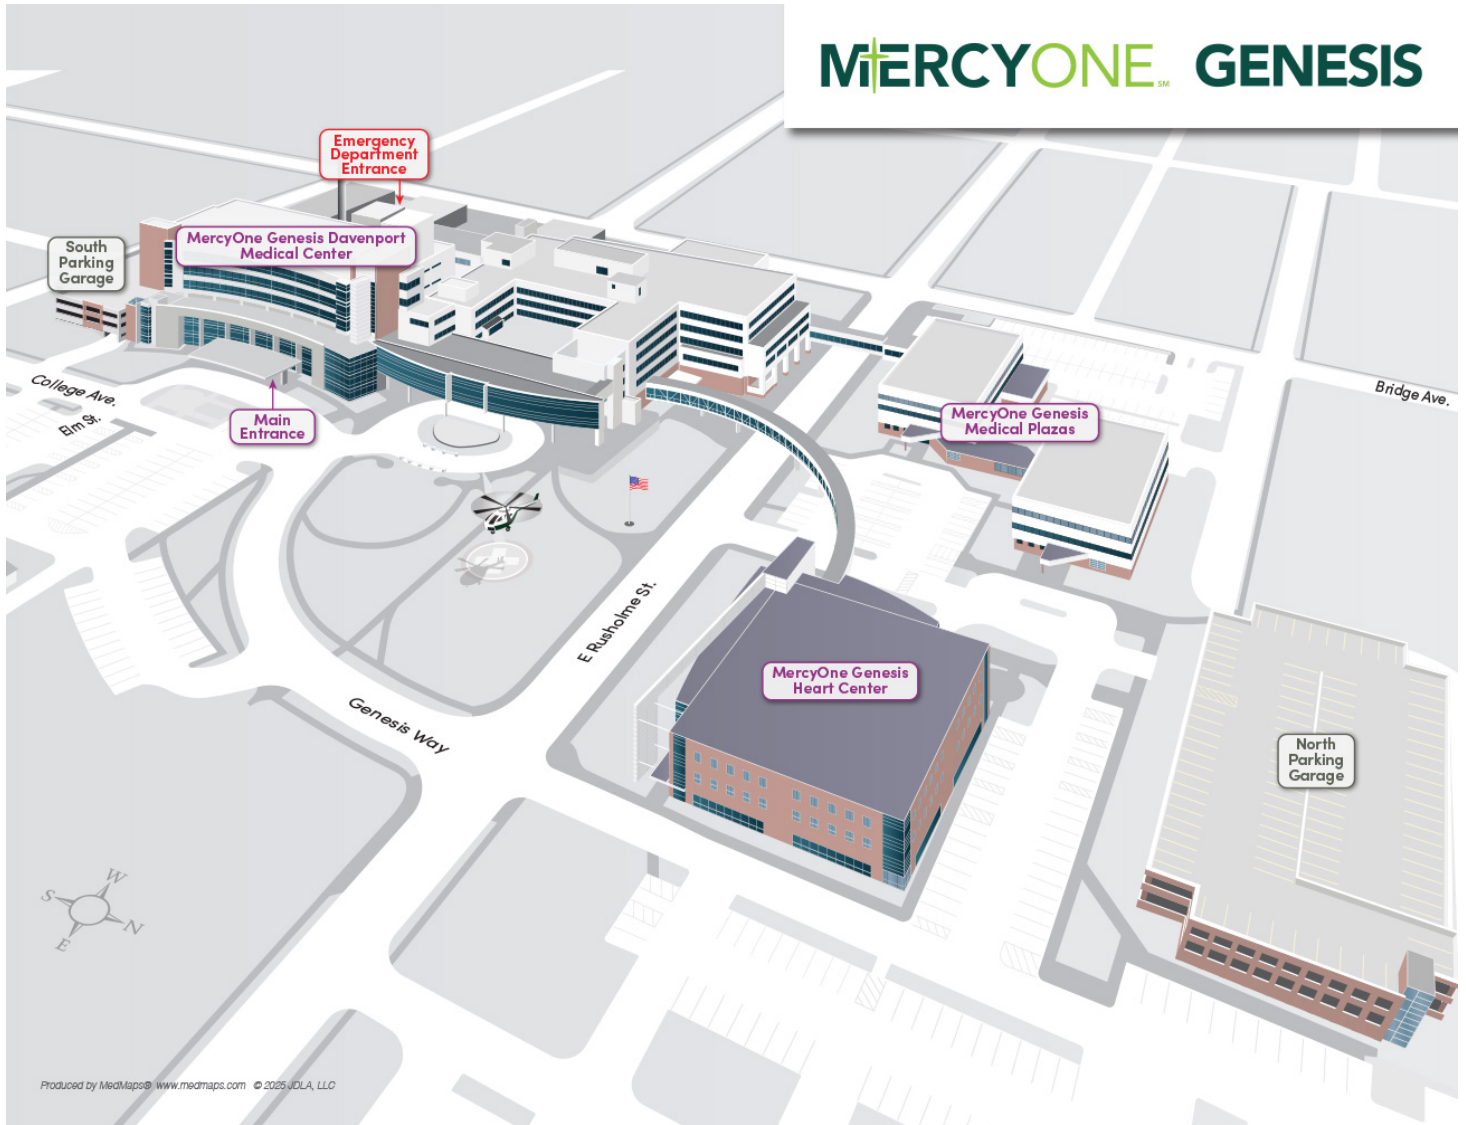 MERCYONE SM GENESIS
Emergency
Department
Entrance
MercyOne Genesis Davenport
Medical Center
South
Parking
Garage
College Ave.
Elm St.
Main
Entrance
Bridge Ave.
MercyOne Genesis
Medical Plazas
E Rusholme St.
MercyOne Genesis
Heart Center
Genesis Way
North
Parking
Garage
W
S
N
E
Produced by MedMaps® www.medmaps.com © 2025 JDLA, LLC